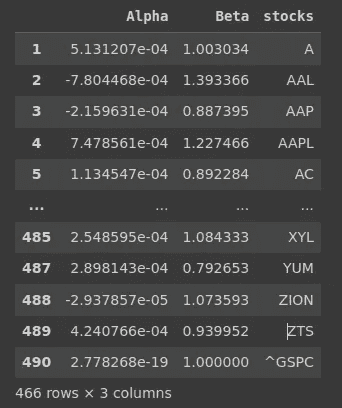 Alpha Beta stocks
1 5.131207e-04 1.003034 A
2 -7.804468e-04 1.393366 AAL
3 -2.159631e-04 0.887395 AAP
4 7.478561e-04 1.227466 AAPL
5 1.134547e-04 0.892284 AC
... ... ... ...
485 2.548595e-04 1.084333 XYL
487 2.898143e-04 0.792653 YUM
488 -2.937857e-05 1.073593 ZION
489 4.240766e-04 0.939952 ZTS
490 2.778268e-19 1.000000 ^GSPC
466 rows × 3 columns